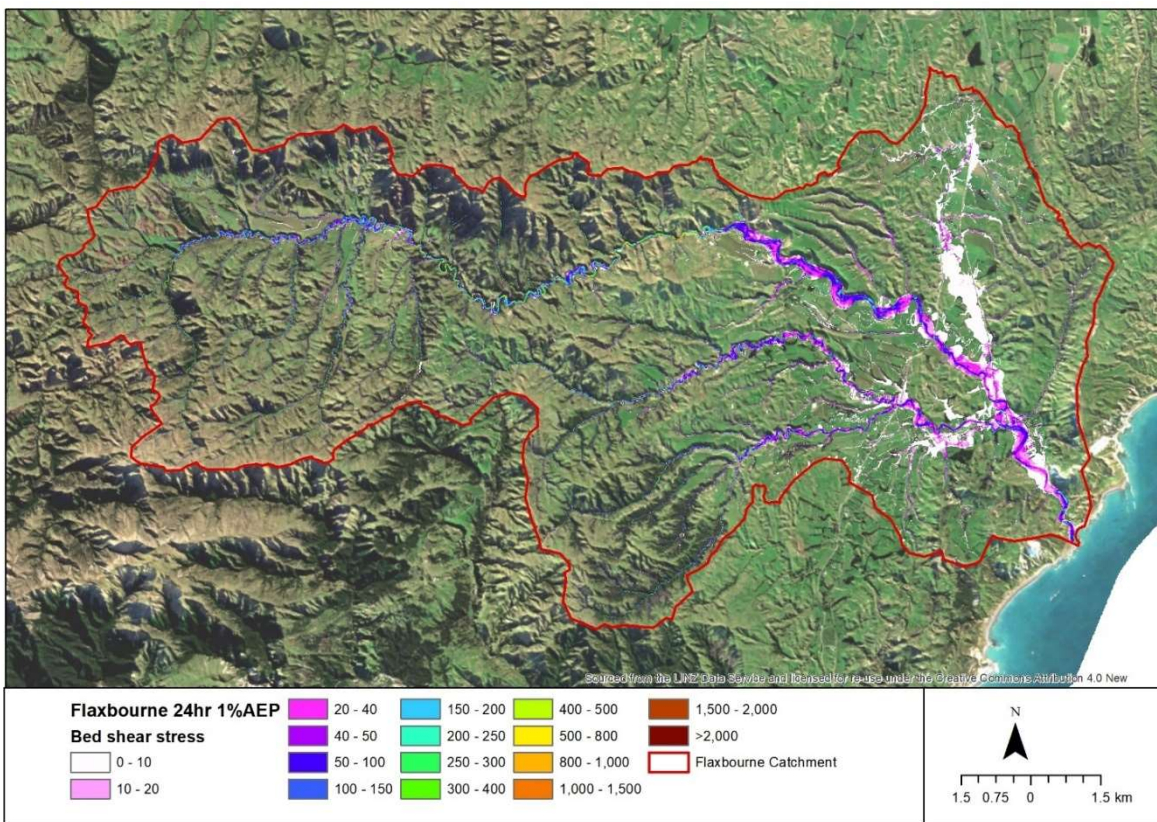 Sourced from the LINZ Data Service and licensed for re-use under the Creative Commons Attribution 4.0 New
Flaxbourne 24hr 1%AEP
Bed shear stress
0 - 10
10 - 20
20 - 40
40 - 50
50 - 100
100 - 150
150 - 200
200 - 250
250 - 300
300 - 400
400 - 500
500 - 800
800 - 1,000
1,000 - 1,500
1,500 - 2,000
>2,000
Flaxbourne Catchment
N
1.5 0.75 0 1.5 km